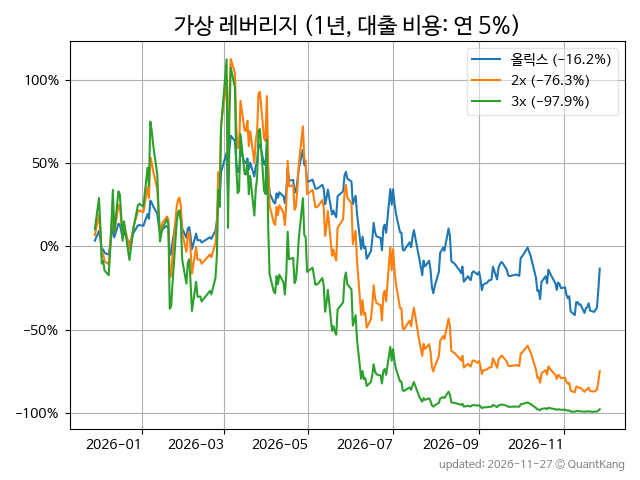 가상 레버리지 (1년, 대출 비용: 연 5%)
올릭스 (−16.2%)
2x (−76.3%)
3x (−97.9%)
100%
50%
0%
−50%
−100%
2026-01
2026-03
2026-05
2026-07
2026-09
2026-11
updated: 2026-11-27 © QuantKang